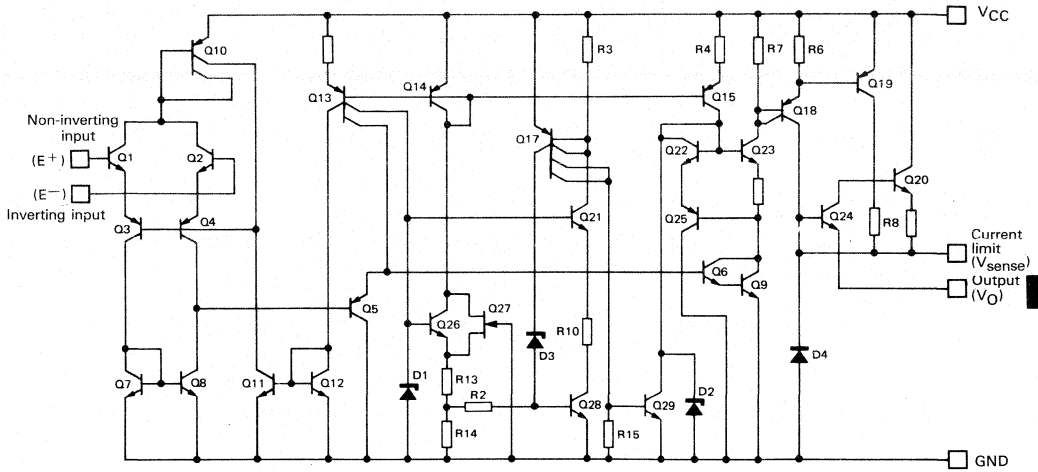 VCC
Q10
R3
R4
R7
R6
Q13
Q14
Q15
Q19
Q18
Non-inverting
input
(E+)
Q1
Q2
Q17
Q22
Q23
Q20
(E−)
Inverting input
Q3
Q4
Q21
Q25
Q24
R8
Current
limit
(Vsense)
Output
(VO)
Q6
Q9
Q5
Q26
Q27
R10
D3
D4
Q7
Q8
Q11
Q12
D1
R13
R2
D2
Q28
Q29
R14
R15
GND